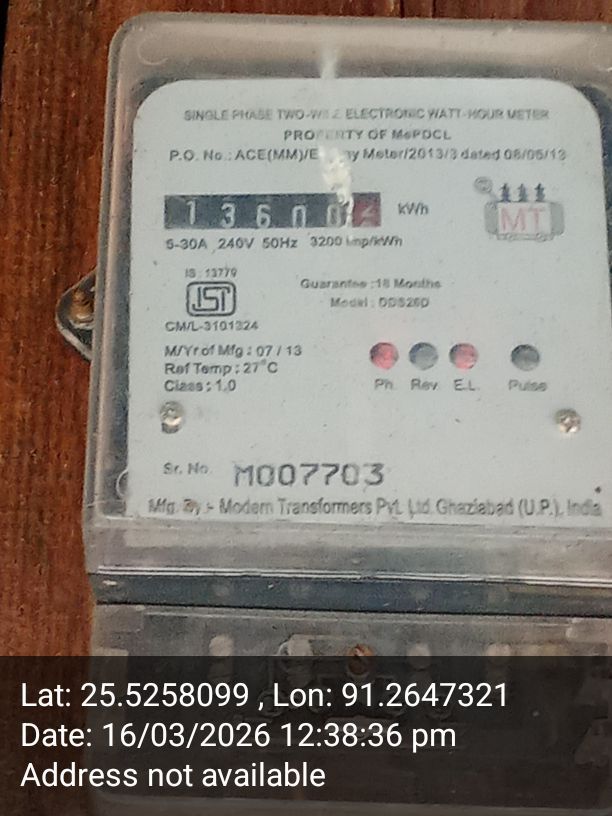 SINGLE PHASE TWO-WIRE ELECTRONIC WATT-HOUR METER
PROPERTY OF MePDCL
P.O. No.: ACE(MM)/Energy Meter/2013/3 dated 06/05/13
1 3 6 0 0 2 kWh
5-30A 240V 50Hz 3200 imp/kWh
MT
IS : 13779
ISI
CM/L-3101324
Guarantee :18 Months
Model :
M/Yr of Mfg : 07 / 13
Ref Temp : 27°C
Class : 1.0
Ph. Rev. E.L. Pulse
Sr. No. M007703
Mfg. By :- Modern Transformers Pvt. Ltd. Ghaziabad (U.P.), India
Lat: 25.5258099 , Lon: 91.2647321
Date: 16/03/2026 12:38:36 pm
Address not available